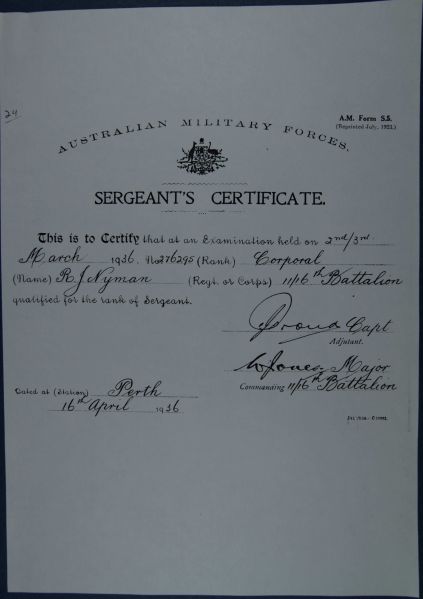 24
A.M. Form S.5.
(Reprinted July, 1921.)
AUSTRALIAN MILITARY FORCES.
SERGEANT'S CERTIFICATE.
This is to Certify that at an Examination held on 2nd/3rd
March 1936. No 276295 (Rank) Corporal
(Name) R J Nyman (Regt. or Corps) 11/16th Battalion
qualified for the rank of Sergeant.
Capt
Adjutant.
Major
Commanding 11/16th Battalion
Dated at (Station) Perth
16th April 1936